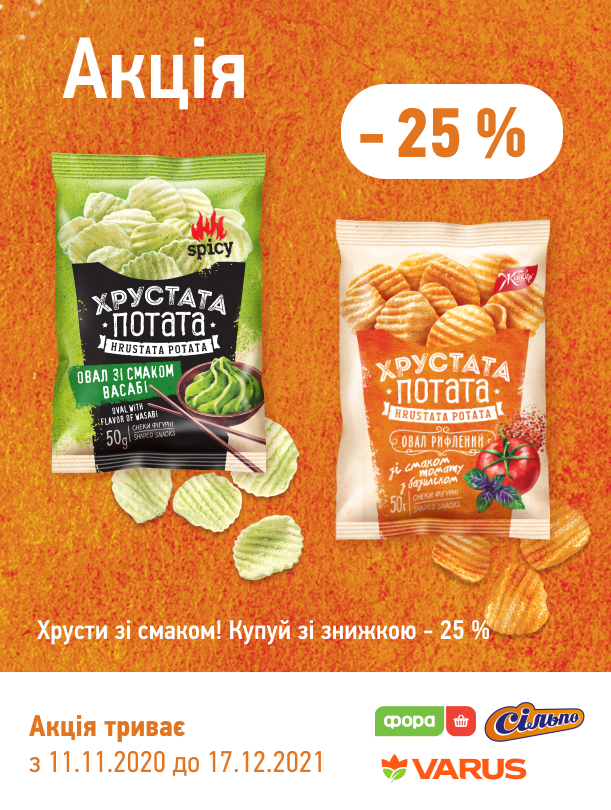 Акція
- 25 %
spicy
ХРУСТАТА
ПОТАТА
HRUSTATA POTATA
ОВАЛ ЗІ СМАКОМ
ВАСАБІ
OVAL WITH
FLAVOR OF WASABI
50g
СНЕКИ ФІГУРНІ
SHAPED SNACKS
Жайвір
ХРУСТАТА
ПОТАТА
HRUSTATA POTATA
ОВАЛ РИФЛЕНИЙ
зі смаком
томату
з базиліком
50г
СНЕКИ ФІГУРНІ
SHAPED SNACKS
Хрусти зі смаком! Купуй зі знижкою - 25 %
Акція триває
з 11.11.2020 до 17.12.2021
фора
Сільпо
VARUS